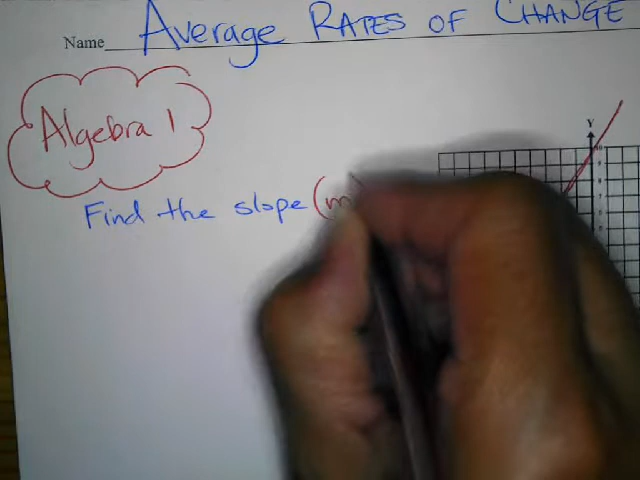 Name Average Rates of Change
Algebra 1
Y
Find the slope (m)